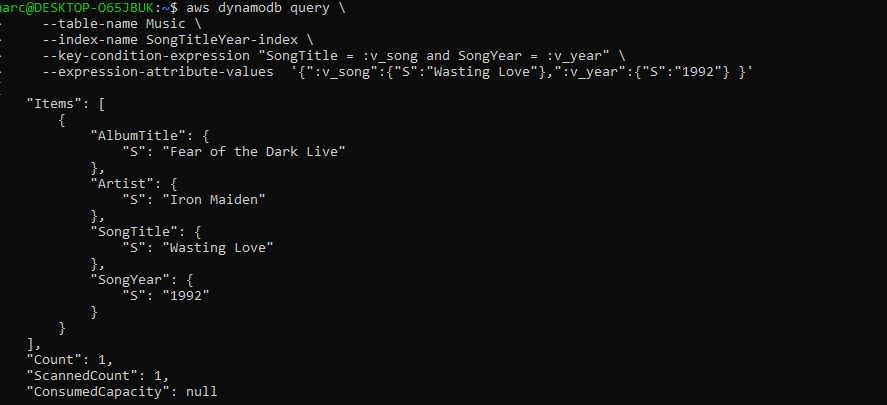 arc@DESKTOP-O65JBUK:~$ aws dynamodb query \
--table-name Music \
--index-name SongTitleYear-index \
--key-condition-expression "SongTitle = :v_song and SongYear = :v_year" \
--expression-attribute-values  '{":v_song":{"S":"Wasting Love"},":v_year":{"S":"1992"} }'
"Items": [
{
"AlbumTitle": {
"S": "Fear of the Dark Live"
},
"Artist": {
"S": "Iron Maiden"
},
"SongTitle": {
"S": "Wasting Love"
},
"SongYear": {
"S": "1992"
}
}
],
"Count": 1,
"ScannedCount": 1,
"ConsumedCapacity": null